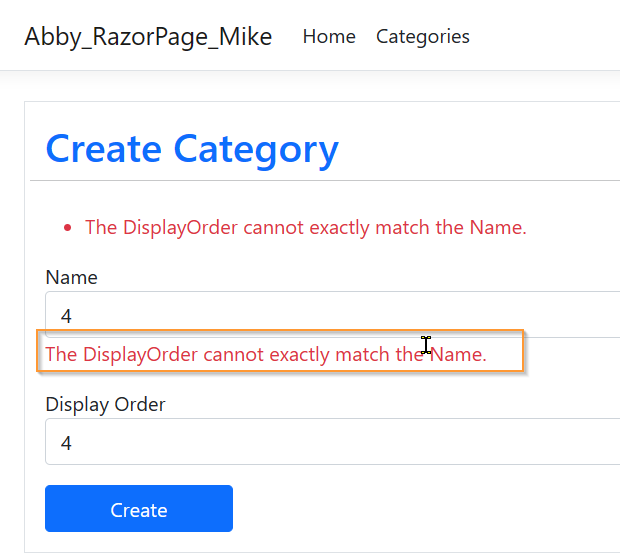 Abby_RazorPage_Mike Home Categories
Create Category
• The DisplayOrder cannot exactly match the Name.
Name
4
The DisplayOrder cannot exactly match the Name.
Display Order
4
Create